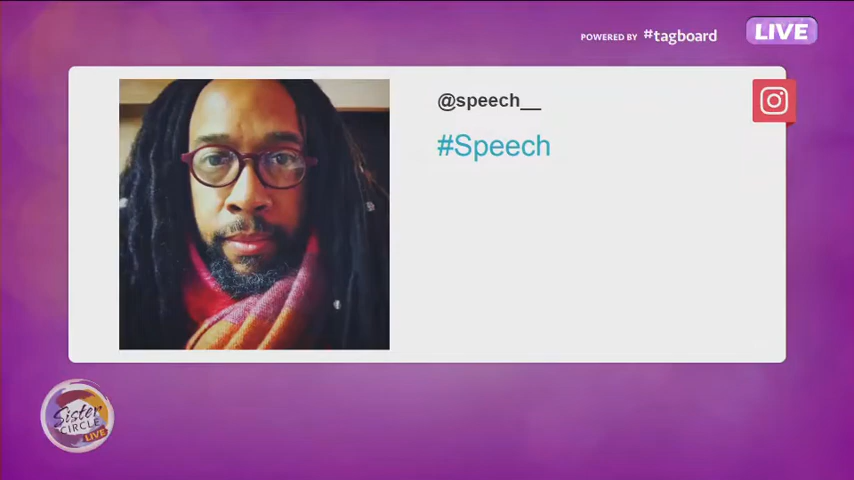 POWERED BY #tagboard
LIVE
@speech__
#Speech
Sister
CIRCLE
LIVE